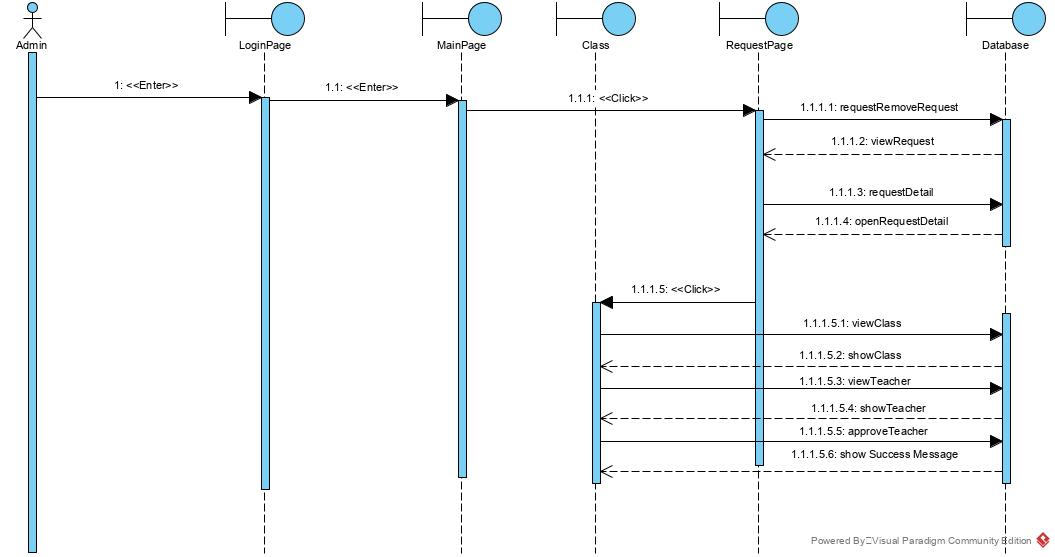 Admin
LoginPage
MainPage
Class
RequestPage
Database
1: <<Enter>>
1.1: <<Enter>>
1.1.1: <<Click>>
1.1.1.1: requestRemoveRequest
1.1.1.2: viewRequest
1.1.1.3: requestDetail
1.1.1.4: openRequestDetail
1.1.1.5: <<Click>>
1.1.1.5.1: viewClass
1.1.1.5.2: showClass
1.1.1.5.3: viewTeacher
1.1.1.5.4: showTeacher
1.1.1.5.5: approveTeacher
1.1.1.5.6: show Success Message
Powered By Visual Paradigm Community Edition